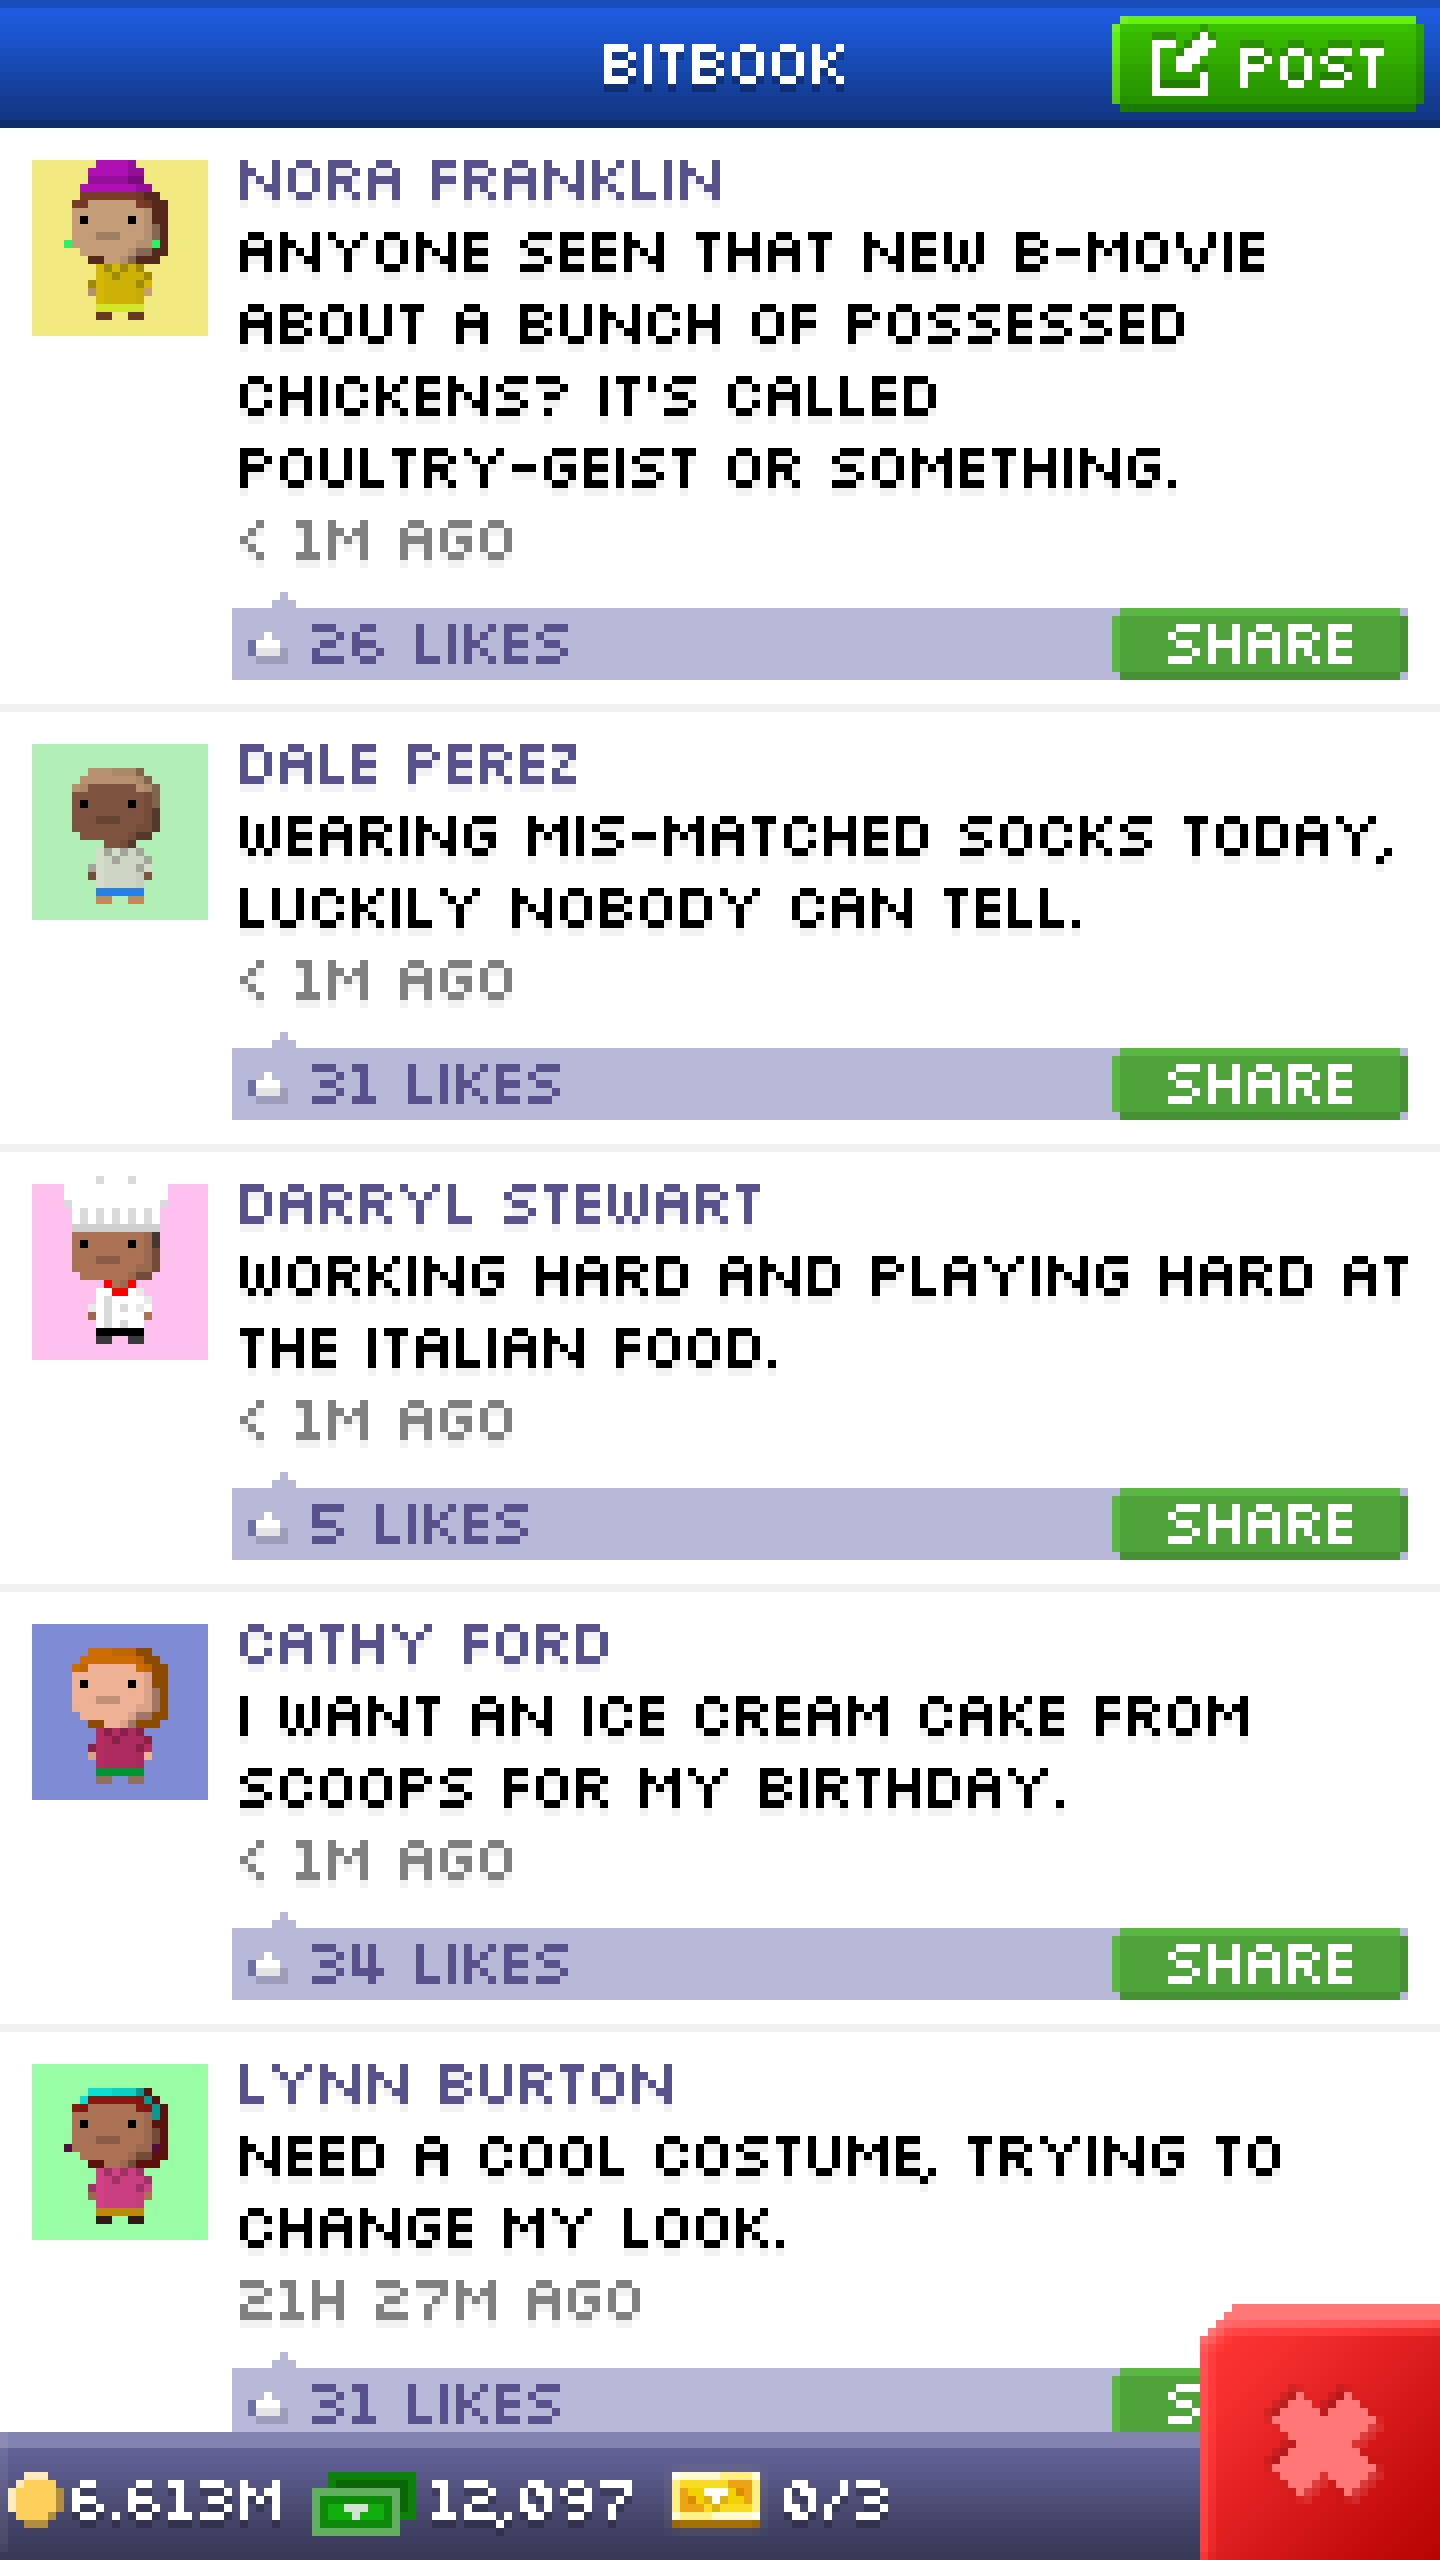 BITBOOK
POST
NORA FRANKLIN
ANYONE SEEN THAT NEW B-MOVIE
ABOUT A BUNCH OF POSSESSED
CHICKENS? IT'S CALLED
POULTRY-GEIST OR SOMETHING.
< 1M AGO
26 LIKES
SHARE
DALE PEREZ
WEARING MIS-MATCHED SOCKS TODAY,
LUCKILY NOBODY CAN TELL.
< 1M AGO
31 LIKES
SHARE
DARRYL STEWART
WORKING HARD AND PLAYING HARD AT
THE ITALIAN FOOD.
< 1M AGO
5 LIKES
SHARE
CATHY FORD
I WANT AN ICE CREAM CAKE FROM
SCOOPS FOR MY BIRTHDAY.
< 1M AGO
34 LIKES
SHARE
LYNN BURTON
NEED A COOL COSTUME, TRYING TO
CHANGE MY LOOK.
21H 27M AGO
31 LIKES
6.613M 12,097 0/3